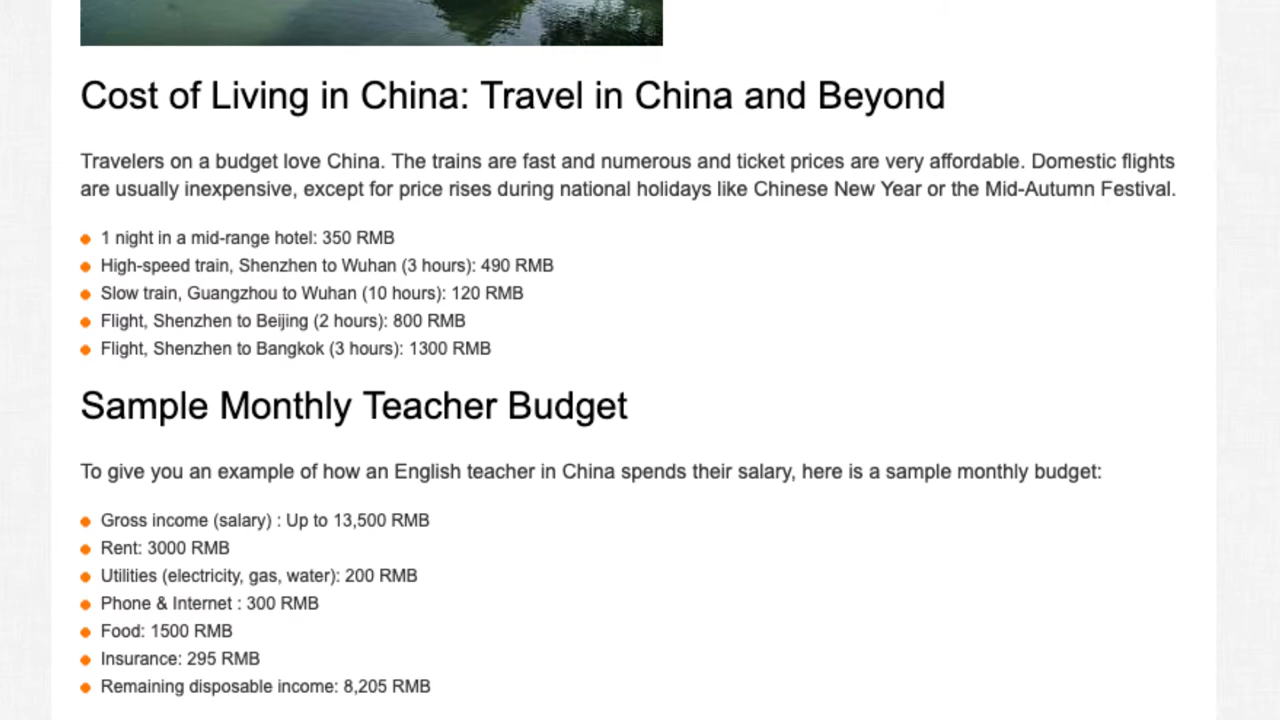 Cost of Living in China: Travel in China and Beyond
Travelers on a budget love China. The trains are fast and numerous and ticket prices are very affordable. Domestic flights
are usually inexpensive, except for price rises during national holidays like Chinese New Year or the Mid-Autumn Festival.
1 night in a mid-range hotel: 350 RMB
High-speed train, Shenzhen to Wuhan (3 hours): 490 RMB
Slow train, Guangzhou to Wuhan (10 hours): 120 RMB
Flight, Shenzhen to Beijing (2 hours): 800 RMB
Flight, Shenzhen to Bangkok (3 hours): 1300 RMB
Sample Monthly Teacher Budget
To give you an example of how an English teacher in China spends their salary, here is a sample monthly budget:
Gross income (salary) : Up to 13,500 RMB
Rent: 3000 RMB
Utilities (electricity, gas, water): 200 RMB
Phone & Internet : 300 RMB
Food: 1500 RMB
Insurance: 295 RMB
Remaining disposable income: 8,205 RMB